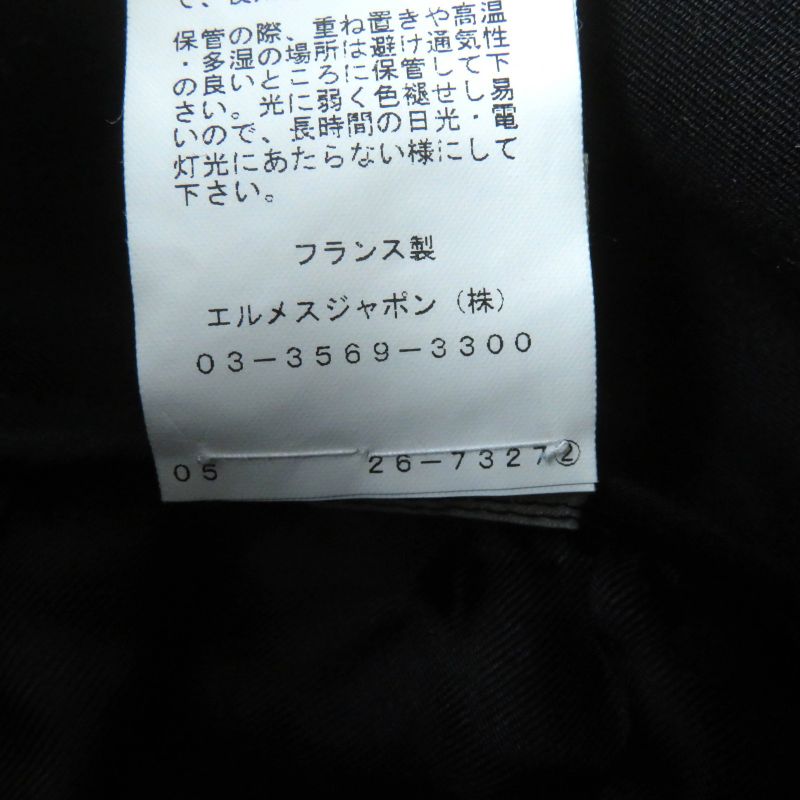 保管の際、重ね置きや高温
・多湿の場所は避け通気性
の良いところに保管して下
さい。光に弱く色褪せし易
いので、長時間の日光・電
灯光にあたらない様にして
下さい。
フランス製
エルメスジャポン（株）
03－3569－3300
05 26－7327②